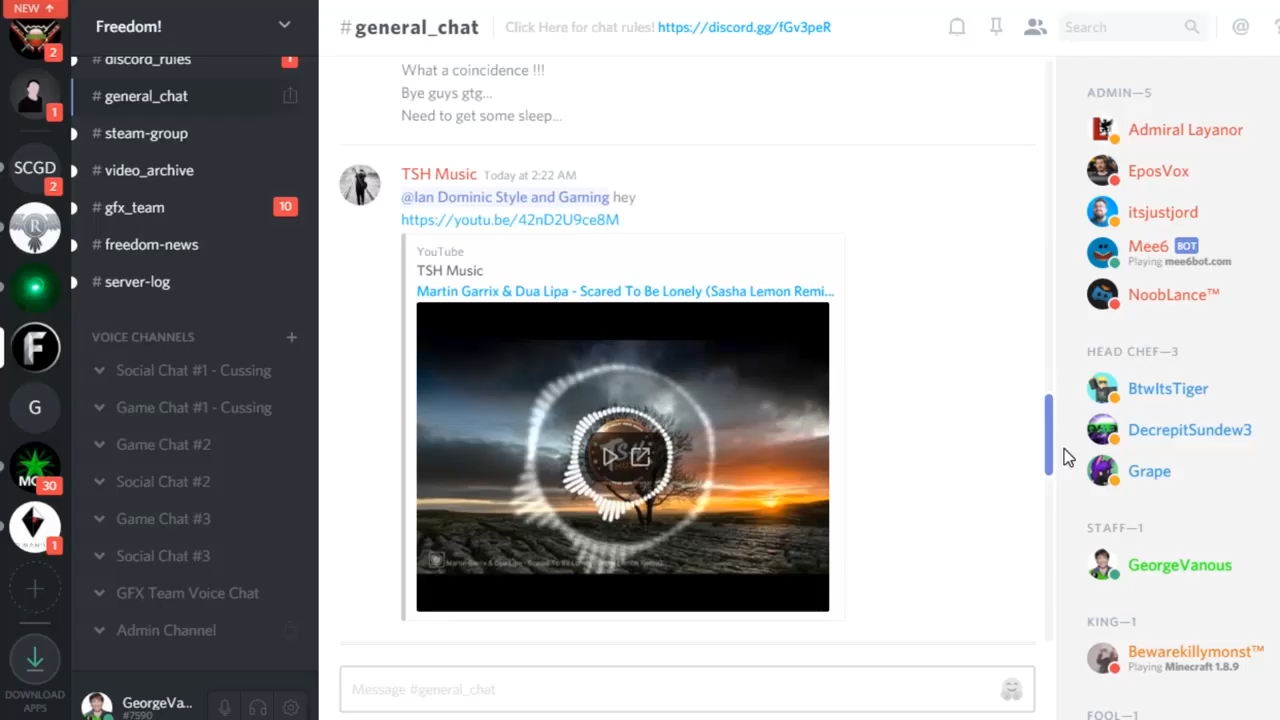 NEW
2
1
SCGD
2
R
F
G
30
1
DOWNLOAD
APPS
Freedom!
# discord_rules
1
# general_chat
# steam-group
# video_archive
# gfx_team
10
# freedom-news
# server-log
VOICE CHANNELS
Social Chat #1 - Cussing
Game Chat #1 - Cussing
Game Chat #2
Social Chat #2
Game Chat #3
Social Chat #3
GFX Team Voice Chat
Admin Channel
GeorgeVa...
#7590
#general_chat
Click Here for chat rules! https://discord.gg/fGv3peR
Search
@
?
What a coincidence !!!
Bye guys gtg...
Need to get some sleep...
TSH Music Today at 2:22 AM
@Ian Dominic Style and Gaming hey
https://youtu.be/42nD2U9ce8M
YouTube
TSH Music
Martin Garrix & Dua Lipa - Scared To Be Lonely (Sasha Lemon Remi...
Message #general_chat
ADMIN—5
Admiral Layanor
EposVox
itsjustjord
Mee6 BOT
Playing mee6bot.com
NoobLance™
HEAD CHEF—3
BtwItsTiger
DecrepitSundew3
Grape
STAFF—1
GeorgeVanous
KING—1
Bewarekillymonst™
Playing Minecraft 1.8.9
FOOL—1